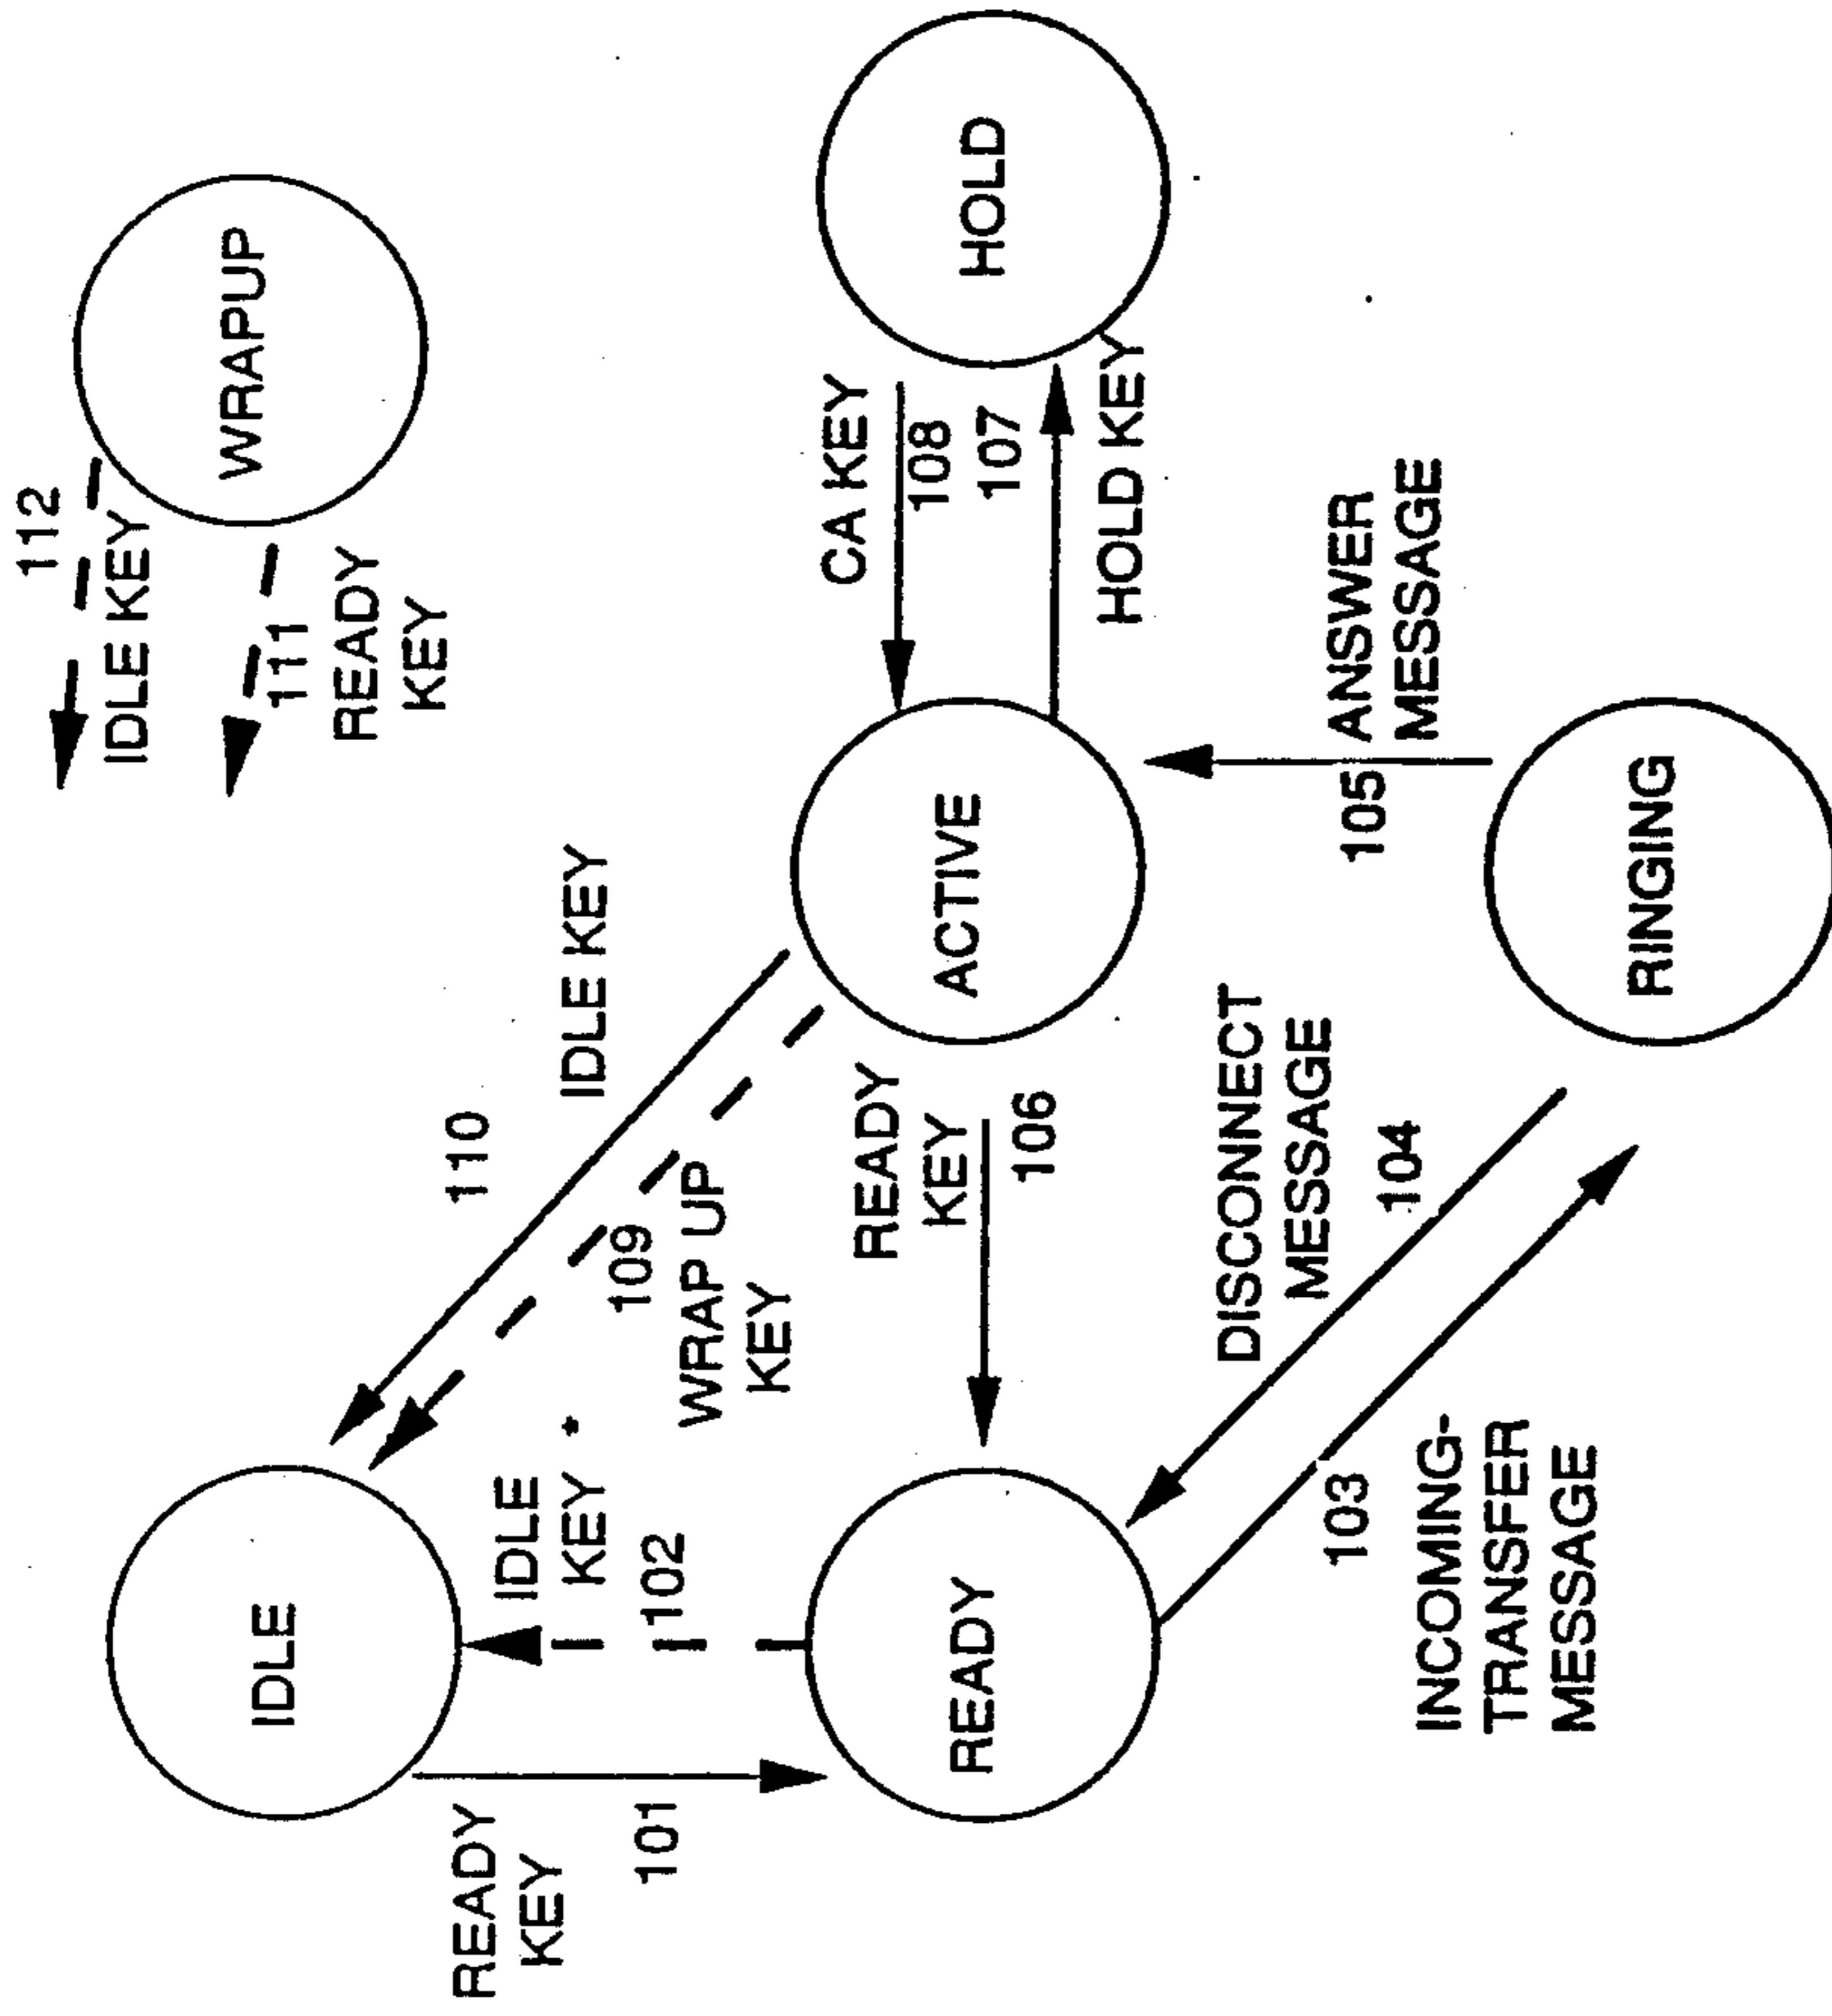 112
IDLE KEY
IDLE
WRAPUP
111
READY
KEY
110
IDLE KEY
READY
KEY
101
IDLE
KEY *
102
109
WRAP UP
KEY
READY
KEY
106
CA KEY
108
107
HOLD KEY
READY
ACTIVE
HOLD
DISCONNECT
MESSAGE
104
105
ANSWER
MESSAGE
103
INCOMING-
TRANSFER
MESSAGE
RINGING